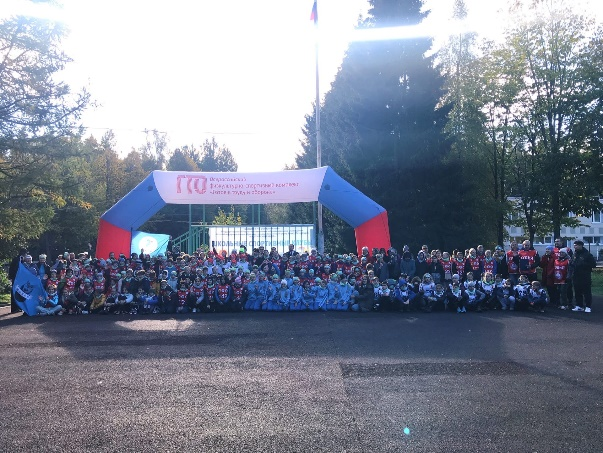 ГТО
Всероссийский
физкультурно-спортивный комплекс
«Готов к труду и обороне»